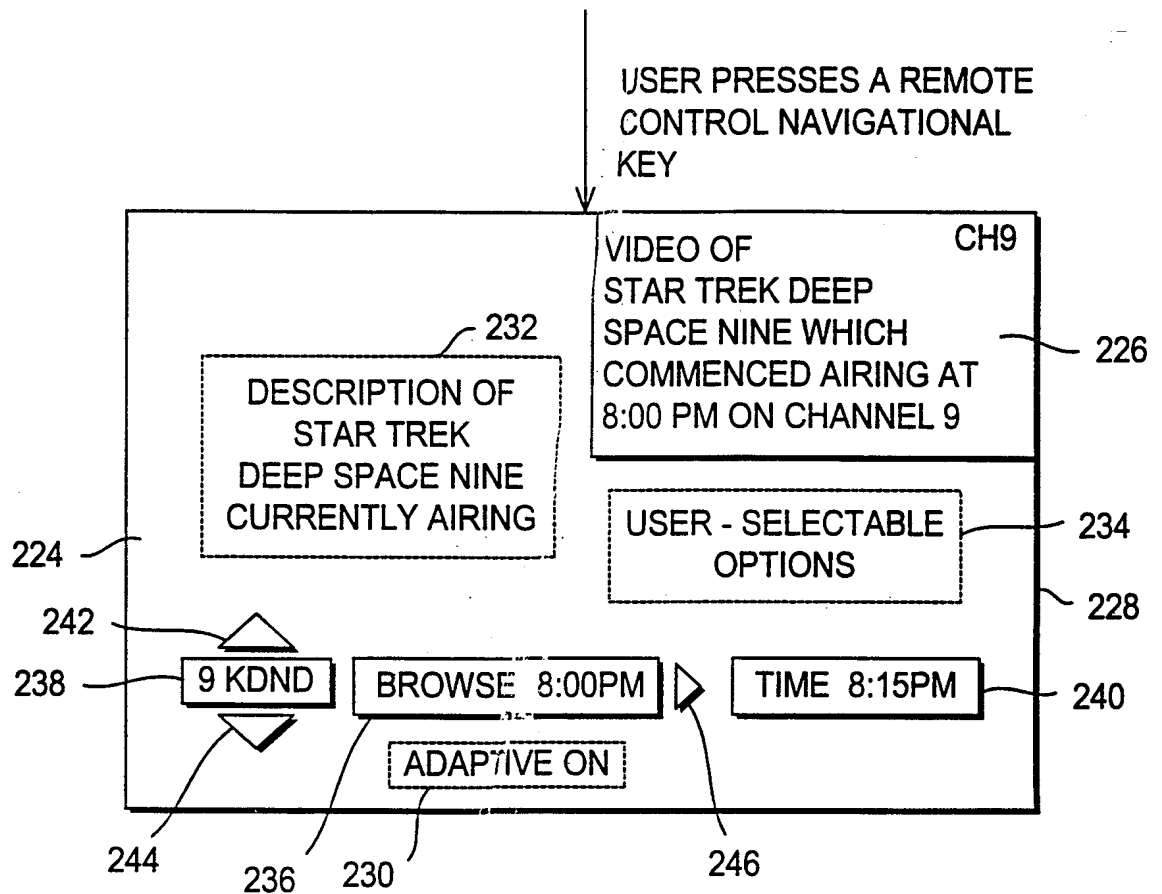 USER PRESSES A REMOTE
CONTROL NAVIGATIONAL
KEY
CH9
VIDEO OF
STAR TREK DEEP
SPACE NINE WHICH
COMMENCED AIRING AT
8:00 PM ON CHANNEL 9
226
232
DESCRIPTION OF
STAR TREK
DEEP SPACE NINE
CURRENTLY AIRING
USER - SELECTABLE
OPTIONS
234
224
228
242
238
9 KDND
BROWSE 8:00PM
TIME 8:15PM
240
ADAPTIVE ON
244
236
230
246